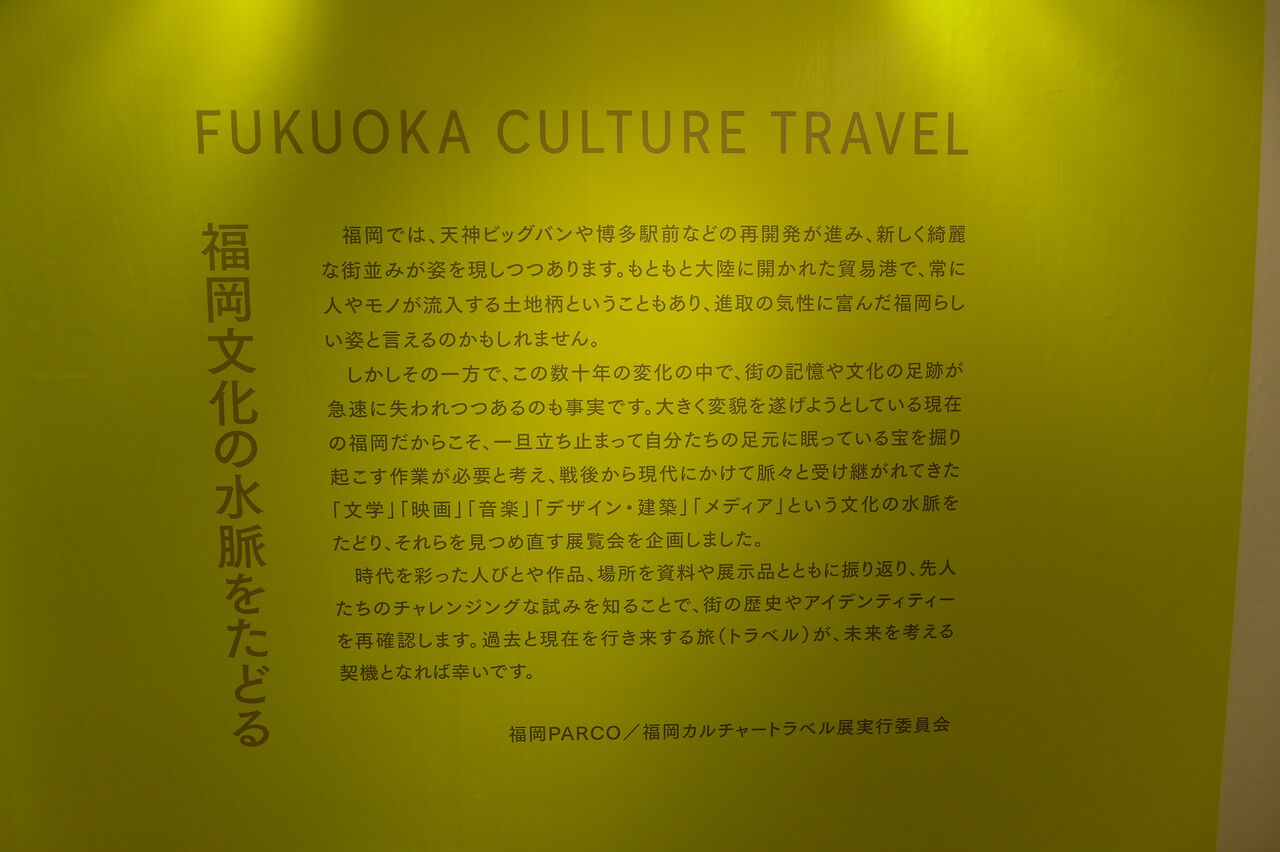 FUKUOKA CULTURE TRAVEL
福岡文化の水脈をたどる
福岡では、天神ビッグバンや博多駅前などの再開発が進み、新しく綺麗
な街並みが姿を現しつつあります。もともと大陸に開かれた貿易港で、常に
人やモノが流入する土地柄ということもあり、進取の気性に富んだ福岡らし
い姿と言えるのかもしれません。
しかしその一方で、この数十年の変化の中で、街の記憶や文化の足跡が
急速に失われつつあるのも事実です。大きく変貌を遂げようとしている現在
の福岡だからこそ、一旦立ち止まって自分たちの足元に眠っている宝を掘り
起こす作業が必要と考え、戦後から現代にかけて脈々と受け継がれてきた
「文学」「映画」「音楽」「デザイン・建築」「メディア」という文化の水脈を
たどり、それらを見つめ直す展覧会を企画しました。
時代を彩った人びとや作品、場所を資料や展示品とともに振り返り、先人
たちのチャレンジングな試みを知ることで、街の歴史やアイデンティティー
を再確認します。過去と現在を行き来する旅（トラベル）が、未来を考える
契機となれば幸いです。
福岡PARCO／福岡カルチャートラベル展実行委員会